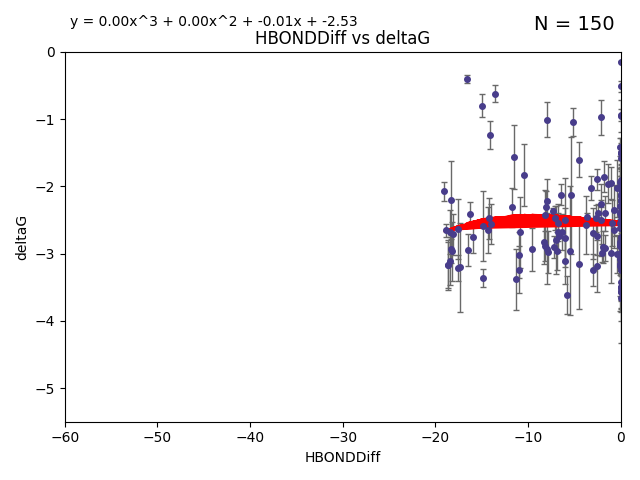 y = 0.00x^3 + 0.00x^2 + -0.01x + -2.53
N = 150
HBONDDiff vs deltaG
0
−1
−2
−3
−4
−5
deltaG
−60 −50 −40 −30 −20 −10 0
HBONDDiff